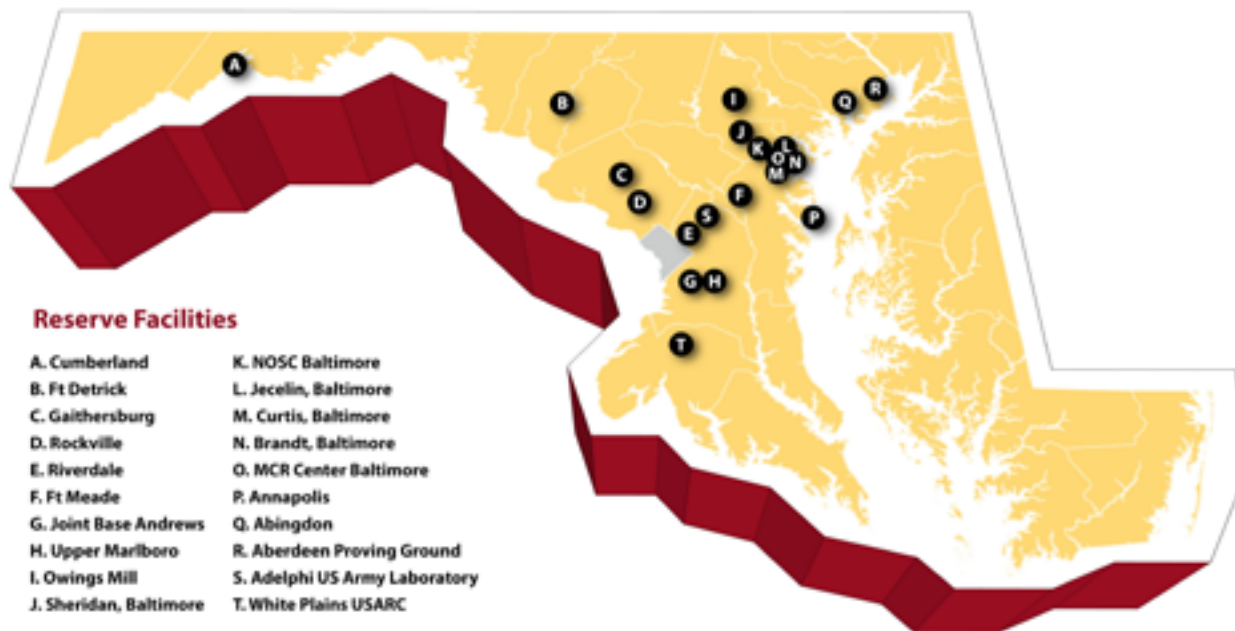 A
B
I
R
Q
J
K
L
O
N
M
C
D
F
S
P
E
G
H
T
Reserve Facilities
A. Cumberland
B. Ft Detrick
C. Gaithersburg
D. Rockville
E. Riverdale
F. Ft Meade
G. Joint Base Andrews
H. Upper Marlboro
I. Owings Mill
J. Sheridan, Baltimore
K. NOSC Baltimore
L. Jecelin, Baltimore
M. Curtis, Baltimore
N. Brandt, Baltimore
O. MCR Center Baltimore
P. Annapolis
Q. Abingdon
R. Aberdeen Proving Ground
S. Adelphi US Army Laboratory
T. White Plains USARC